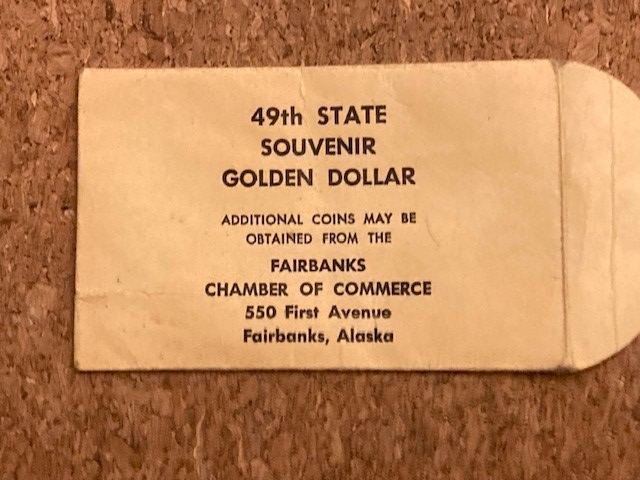 49th STATE
SOUVENIR
GOLDEN DOLLAR
ADDITIONAL COINS MAY BE
OBTAINED FROM THE
FAIRBANKS
CHAMBER OF COMMERCE
550 First Avenue
Fairbanks, Alaska